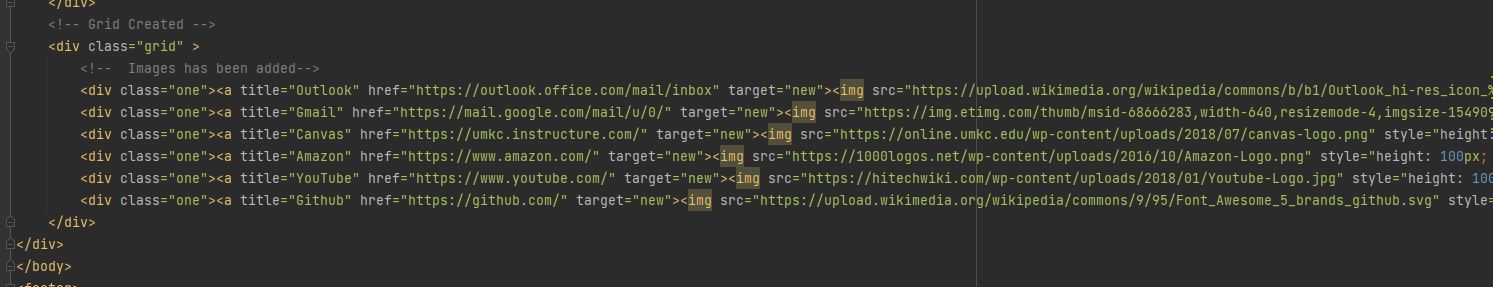 </div>
<!-- Grid Created -->
<div class="grid" >
<!--  Images has been added-->
<div class="one"><a title="Outlook" href="https://outlook.office.com/mail/inbox" target="new"><img src="https://upload.wikimedia.org/wikipedia/commons/b/b1/Outlook_hi-res_icon_%
<div class="one"><a title="Gmail" href="https://mail.google.com/mail/u/0/" target="new"><img src="https://img.etimg.com/thumb/msid-68666283,width-640,resizemode-4,imgsize-154909
<div class="one"><a title="Canvas" href="https://umkc.instructure.com/" target="new"><img src="https://online.umkc.edu/wp-content/uploads/2018/07/canvas-logo.png" style="height:
<div class="one"><a title="Amazon" href="https://www.amazon.com/" target="new"><img src="https://1000logos.net/wp-content/uploads/2016/10/Amazon-Logo.png" style="height: 100px;
<div class="one"><a title="YouTube" href="https://www.youtube.com/" target="new"><img src="https://hitechwiki.com/wp-content/uploads/2018/01/Youtube-Logo.jpg" style="height: 100
<div class="one"><a title="Github" href="https://github.com/" target="new"><img src="https://upload.wikimedia.org/wikipedia/commons/9/95/Font_Awesome_5_brands_github.svg" style=
</div>
</div>
</body>
<footer>